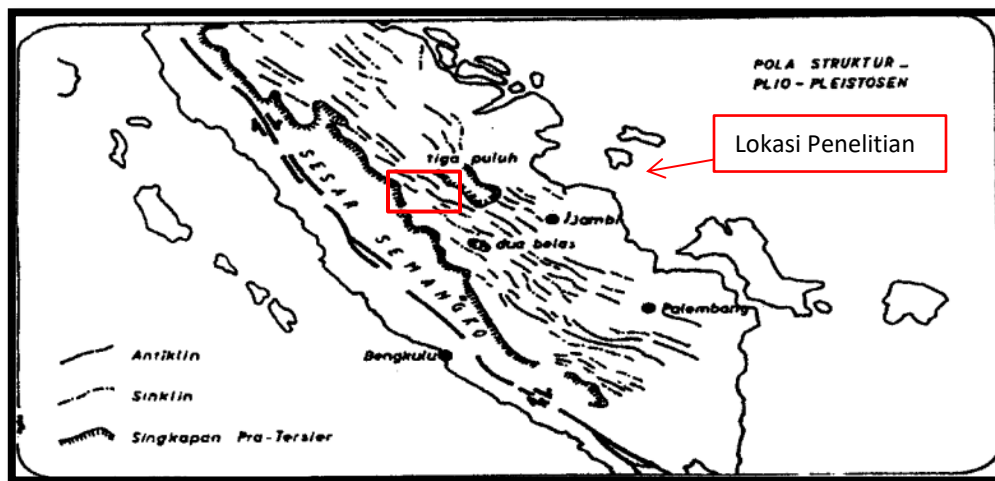 POLA STRUKTUR _
PLIO - PLEISTOSEN
Lokasi Penelitian
tiga puluh
SESAR SEMANGKO
Jambi
dua belas
Palembang
Bengkulu
Antiklin
Sinklin
Singkapan Pra-Tersier